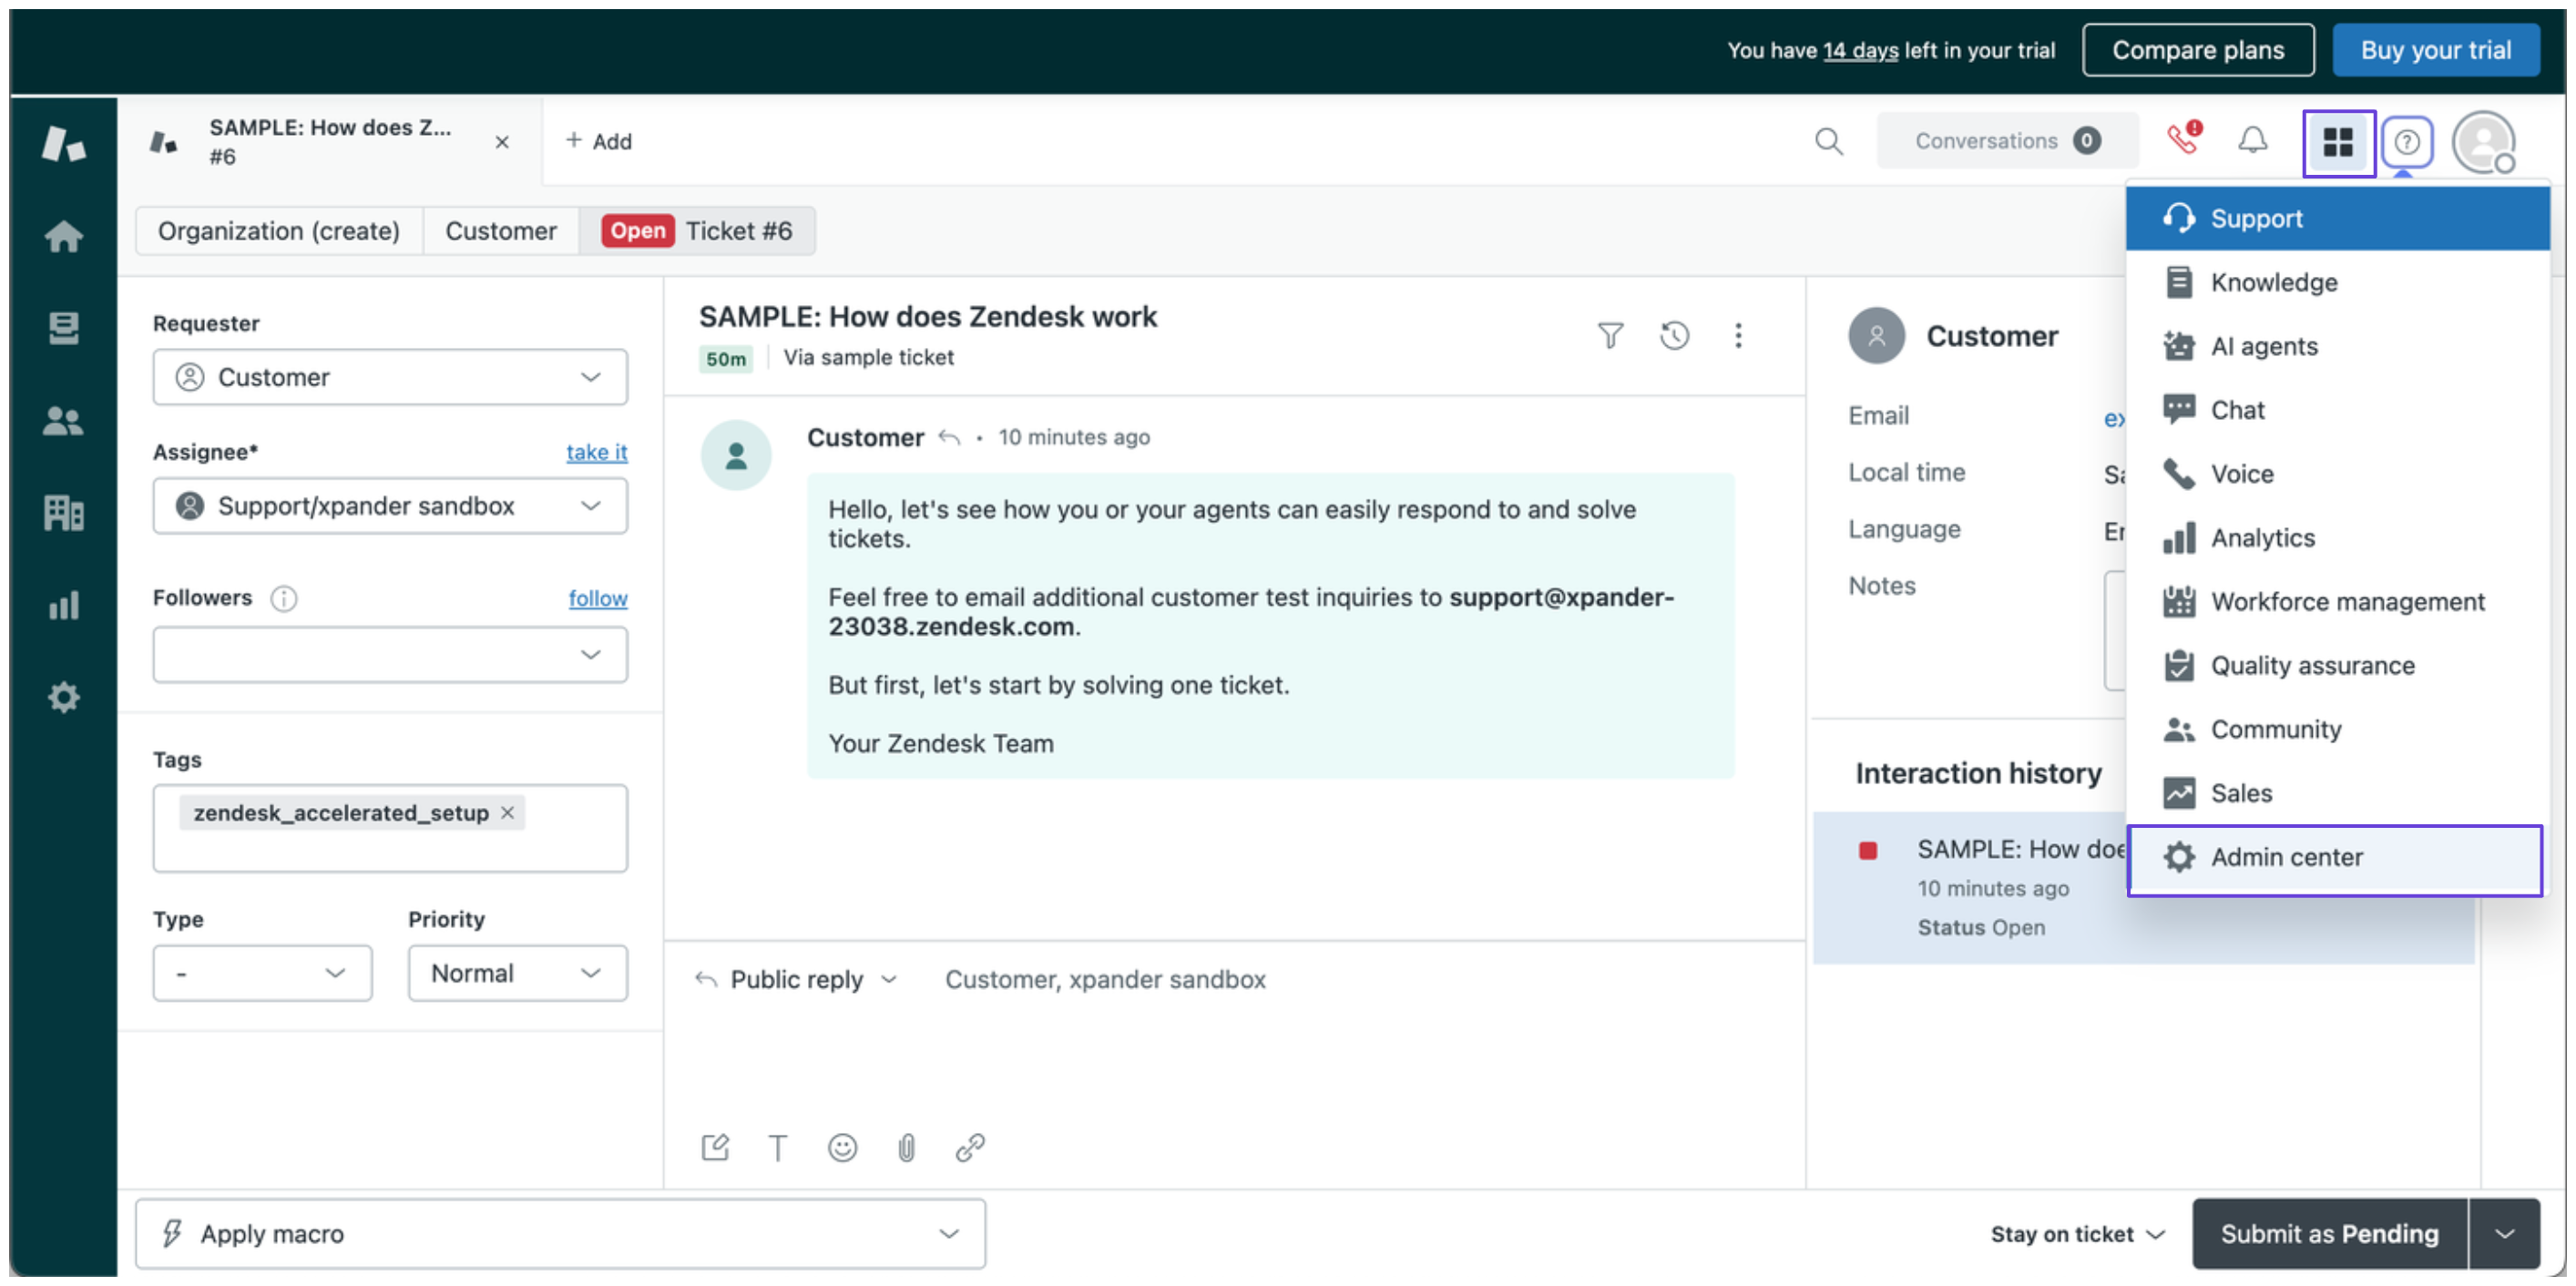 You have 14 days left in your trial
Compare plans
Buy your trial
SAMPLE: How does Z...
#6
+ Add
Conversations 0
Organization (create)
Customer
Open Ticket #6
Requester
Customer
Assignee*
take it
Support/xpander sandbox
Followers
follow
Tags
zendesk_accelerated_setup
Type
Priority
-
Normal
SAMPLE: How does Zendesk work
50m
Via sample ticket
Customer
10 minutes ago
Hello, let's see how you or your agents can easily respond to and solve
tickets.
Feel free to email additional customer test inquiries to support@xpander-
23038.zendesk.com.
But first, let's start by solving one ticket.
Your Zendesk Team
Public reply
Customer, xpander sandbox
Customer
Email
ex
Local time
Sa
Language
En
Notes
Interaction history
SAMPLE: How doe
10 minutes ago
Status Open
Support
Knowledge
AI agents
Chat
Voice
Analytics
Workforce management
Quality assurance
Community
Sales
Admin center
Apply macro
Stay on ticket
Submit as Pending